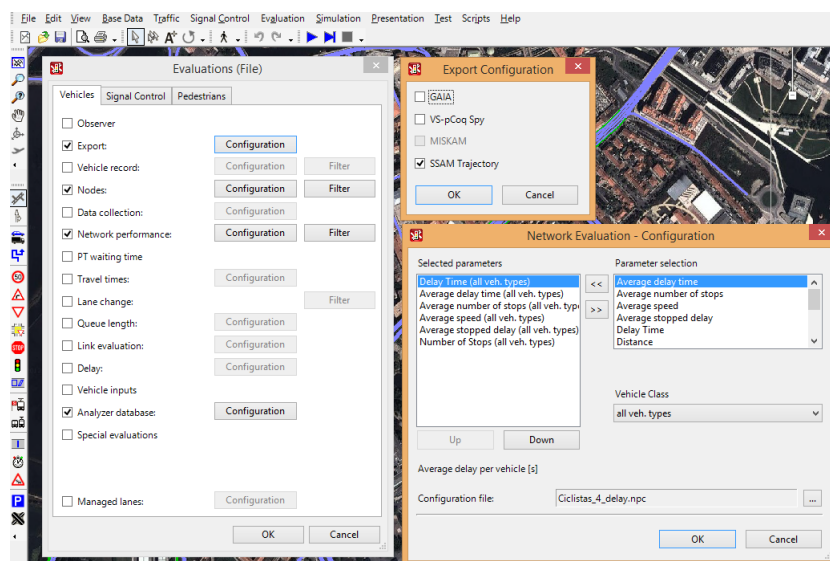 File Edit View Base Data Traffic Signal Control Evaluation Simulation Presentation Test Scripts Help
Evaluations (File)
Vehicles Signal Control Pedestrians
Observer
Export: Configuration
Vehicle record: Configuration Filter
Nodes: Configuration Filter
Data collection: Configuration
Network performance: Configuration Filter
PT waiting time
Travel times: Configuration
Lane change: Filter
Queue length: Configuration
Link evaluation: Configuration
Delay: Configuration
Vehicle inputs
Analyzer database: Configuration
Special evaluations
Managed lanes: Configuration
OK Cancel
Export Configuration
GAIA
VS-pCoq Spy
MISKAM
SSAM Trajectory
OK Cancel
Network Evaluation - Configuration
Selected parameters Parameter selection
Delay Time (all veh. types) << Average delay time
Average delay time (all veh. types) Average number of stops
Average number of stops (all veh. typ Average speed
Average speed (all veh. types) >> Average stopped delay
Average stopped delay (all veh. types) Delay Time
Number of Stops (all veh. types) Distance
Vehicle Class
all veh. types
Up Down
Average delay per vehicle [s]
Configuration file: Ciclistas_4_delay.npc ...
OK Cancel
50
STOP
P